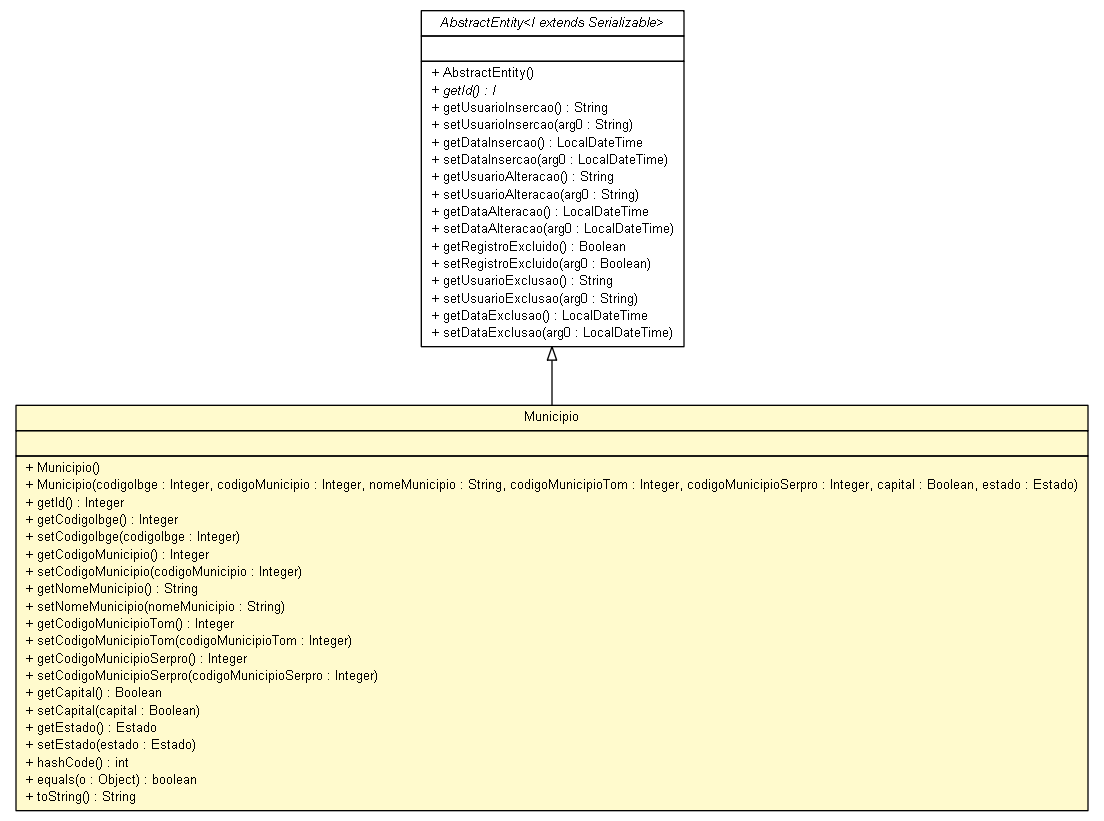 AbstractEntity<I extends Serializable>
+ AbstractEntity()
+ getId() : I
+ getUsuarioInsercao() : String
+ setUsuarioInsercao(arg0 : String)
+ getDataInsercao() : LocalDateTime
+ setDataInsercao(arg0 : LocalDateTime)
+ getUsuarioAlteracao() : String
+ setUsuarioAlteracao(arg0 : String)
+ getDataAlteracao() : LocalDateTime
+ setDataAlteracao(arg0 : LocalDateTime)
+ getRegistroExcluido() : Boolean
+ setRegistroExcluido(arg0 : Boolean)
+ getUsuarioExclusao() : String
+ setUsuarioExclusao(arg0 : String)
+ getDataExclusao() : LocalDateTime
+ setDataExclusao(arg0 : LocalDateTime)
Municipio
+ Municipio()
+ Municipio(codigoIbge : Integer, codigoMunicipio : Integer, nomeMunicipio : String, codigoMunicipioTom : Integer, codigoMunicipioSerpro : Integer, capital : Boolean, estado : Estado)
+ getId() : Integer
+ getCodigoIbge() : Integer
+ setCodigoIbge(codigoIbge : Integer)
+ getCodigoMunicipio() : Integer
+ setCodigoMunicipio(codigoMunicipio : Integer)
+ getNomeMunicipio() : String
+ setNomeMunicipio(nomeMunicipio : String)
+ getCodigoMunicipioTom() : Integer
+ setCodigoMunicipioTom(codigoMunicipioTom : Integer)
+ getCodigoMunicipioSerpro() : Integer
+ setCodigoMunicipioSerpro(codigoMunicipioSerpro : Integer)
+ getCapital() : Boolean
+ setCapital(capital : Boolean)
+ getEstado() : Estado
+ setEstado(estado : Estado)
+ hashCode() : int
+ equals(o : Object) : boolean
+ toString() : String